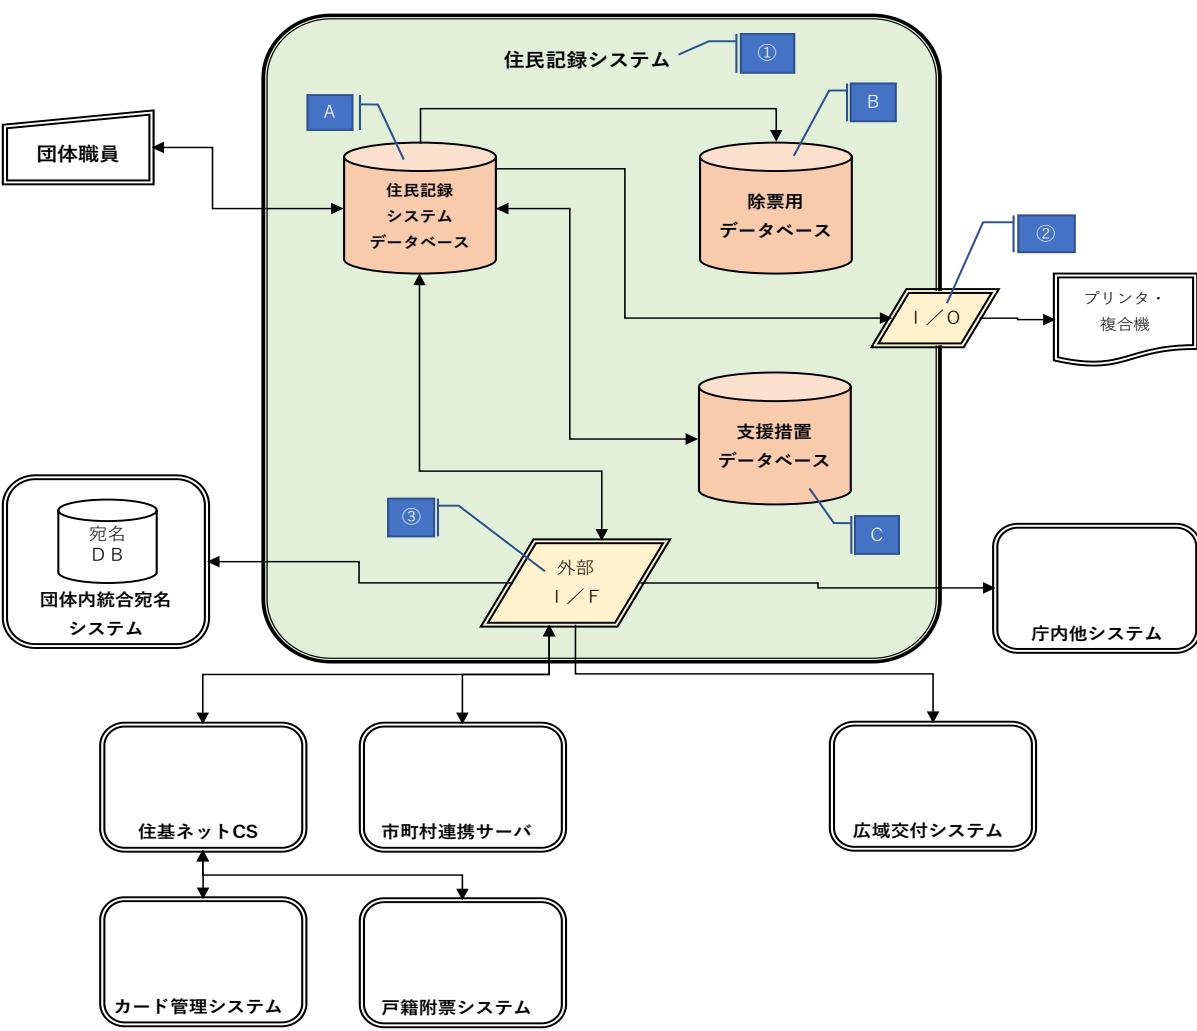 住民記録システム
①
A
B
団体職員
住民記録
システム
データベース
除票用
データベース
②
I／O
プリンタ・
複合機
支援措置
データベース
③
C
外部
I／F
宛名
ＤＢ
団体内統合宛名
システム
庁内他システム
住基ネットCS
市町村連携サーバ
広域交付システム
カード管理システム
戸籍附票システム